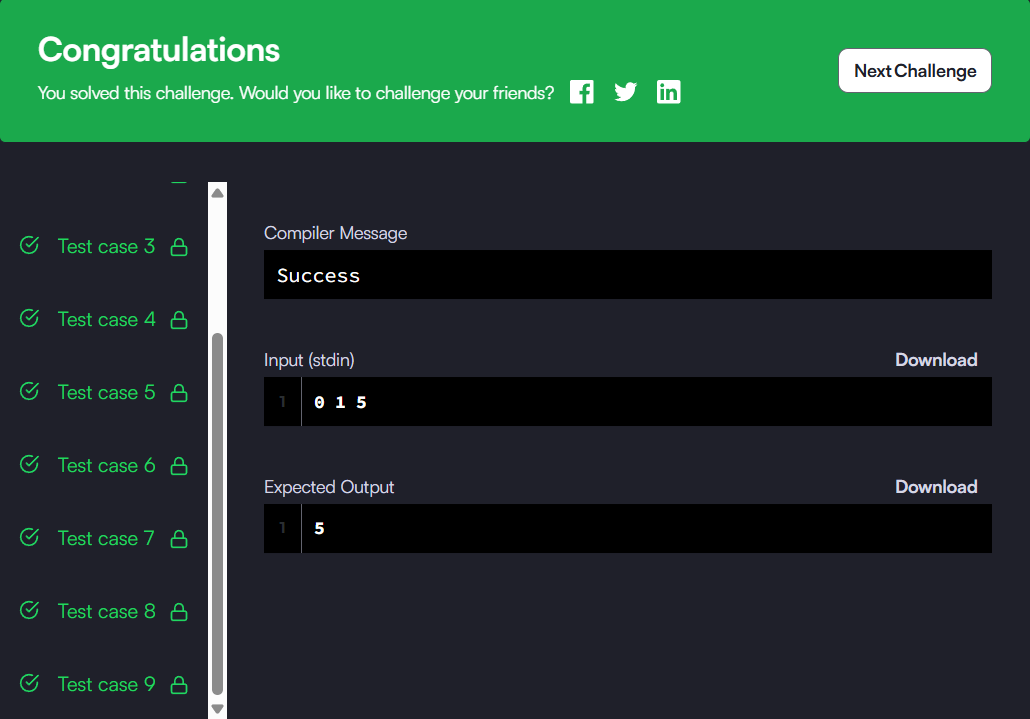 Congratulations
You solved this challenge. Would you like to challenge your friends?
Next Challenge
Test case 3
Test case 4
Test case 5
Test case 6
Test case 7
Test case 8
Test case 9
Compiler Message
Success
Input (stdin)
Download
1 0 1 5
Expected Output
Download
1 5